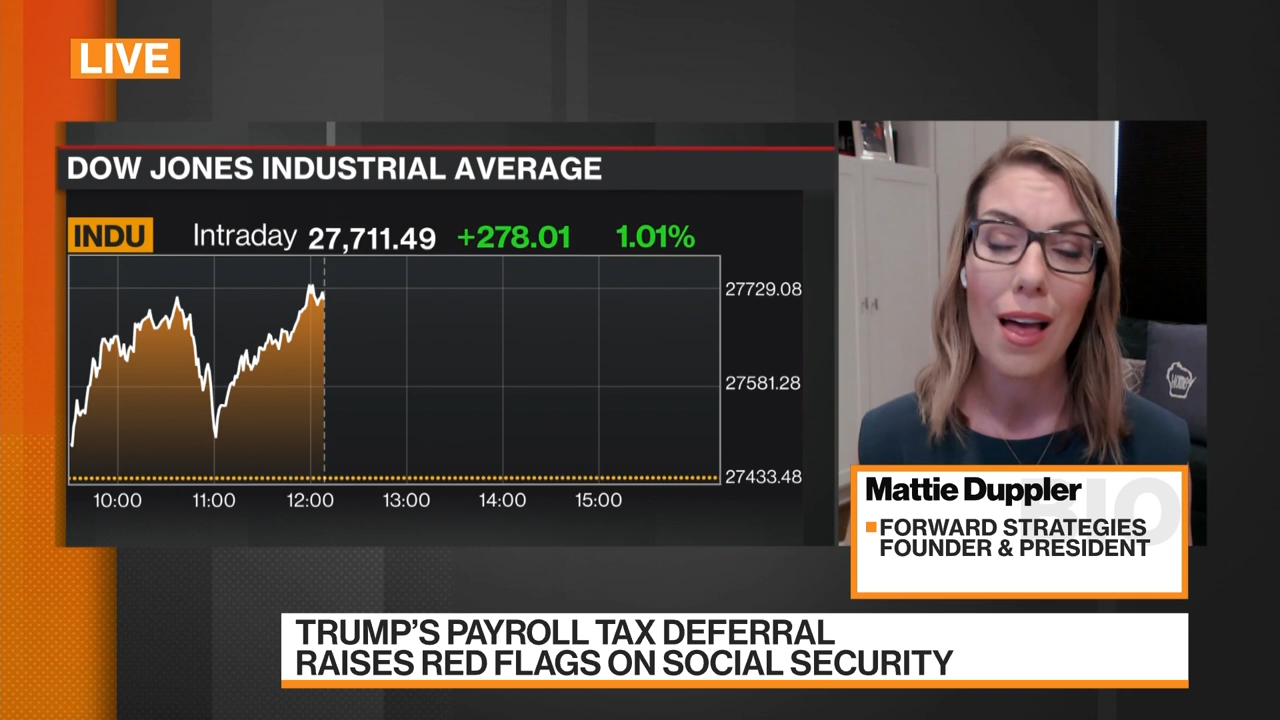 LIVE
DOW JONES INDUSTRIAL AVERAGE
INDU Intraday 27,711.49 +278.01 1.01%
27729.08
27581.28
27433.48
10:00 11:00 12:00 13:00 14:00 15:00
Home
BIO
Mattie Duppler
FORWARD STRATEGIES
FOUNDER & PRESIDENT
TRUMP'S PAYROLL TAX DEFERRAL
RAISES RED FLAGS ON SOCIAL SECURITY